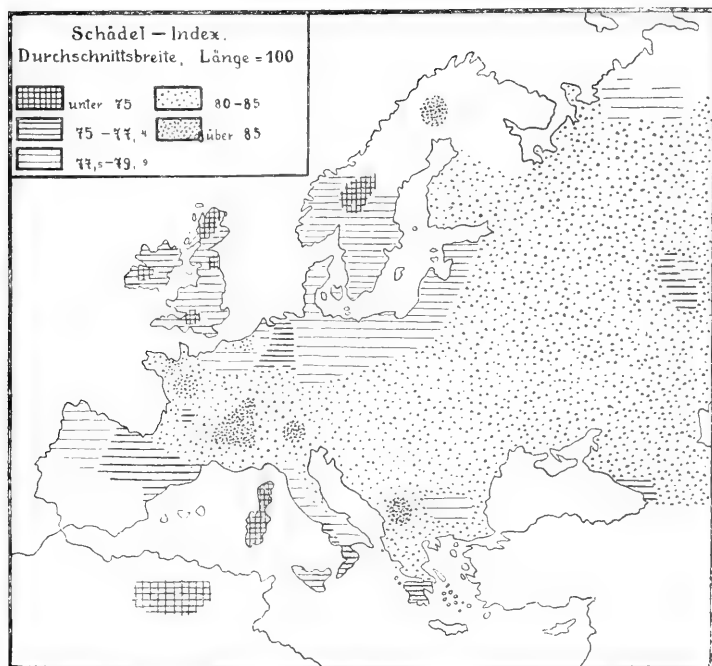 Schädel – Index.
Durchschnittsbreite, Länge = 100
unter 75
80 – 85
75 – 77,4
über 85
77,5 – 79,9